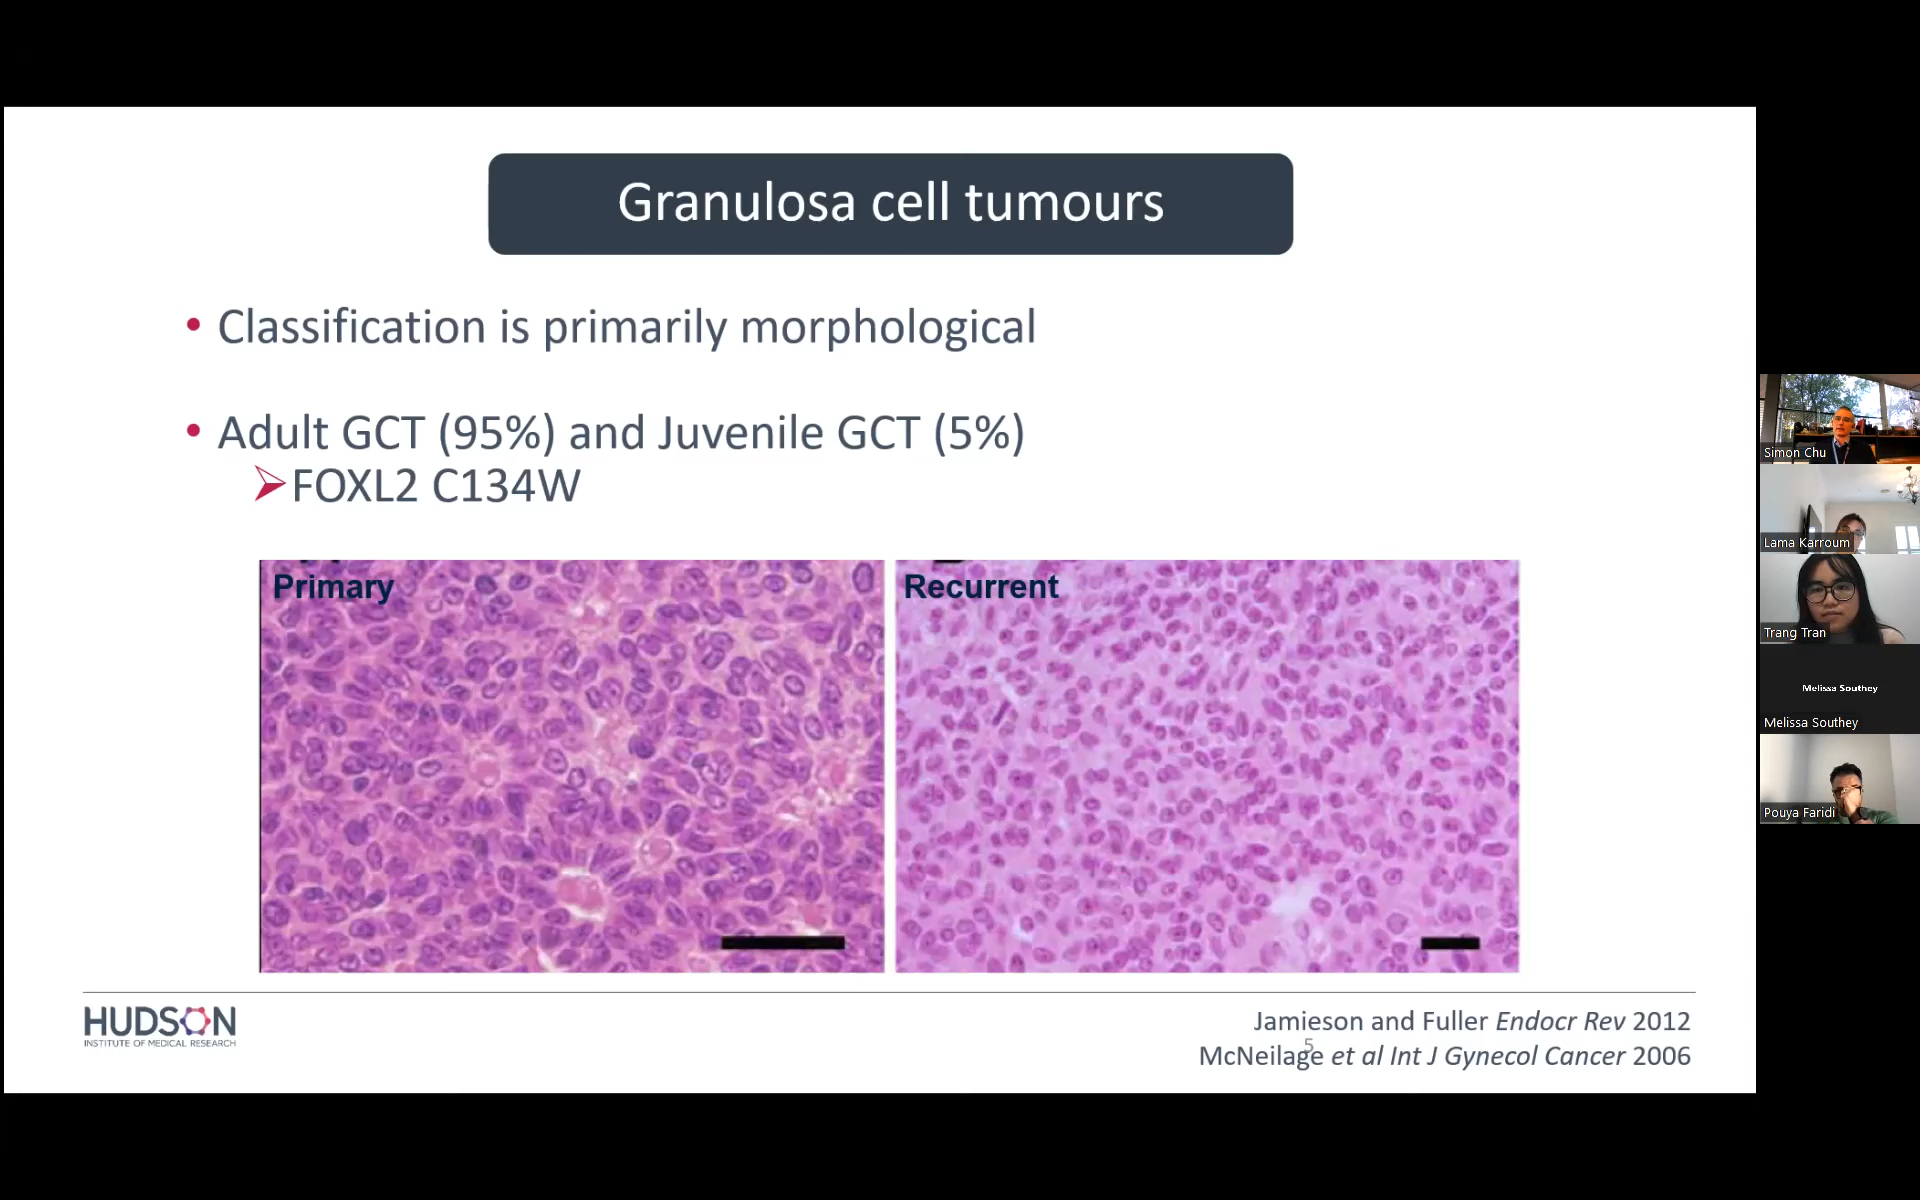 Granulosa cell tumours
• Classification is primarily morphological
• Adult GCT (95%) and Juvenile GCT (5%)
➢FOXL2 C134W
Primary
Recurrent
HUDSON
INSTITUTE OF MEDICAL RESEARCH
Jamieson and Fuller Endocr Rev 2012
5
McNeilage et al Int J Gynecol Cancer 2006
Simon Chu
Lama Karroum
Trang Tran
Melissa Southey
Melissa Southey
Pouya Faridi